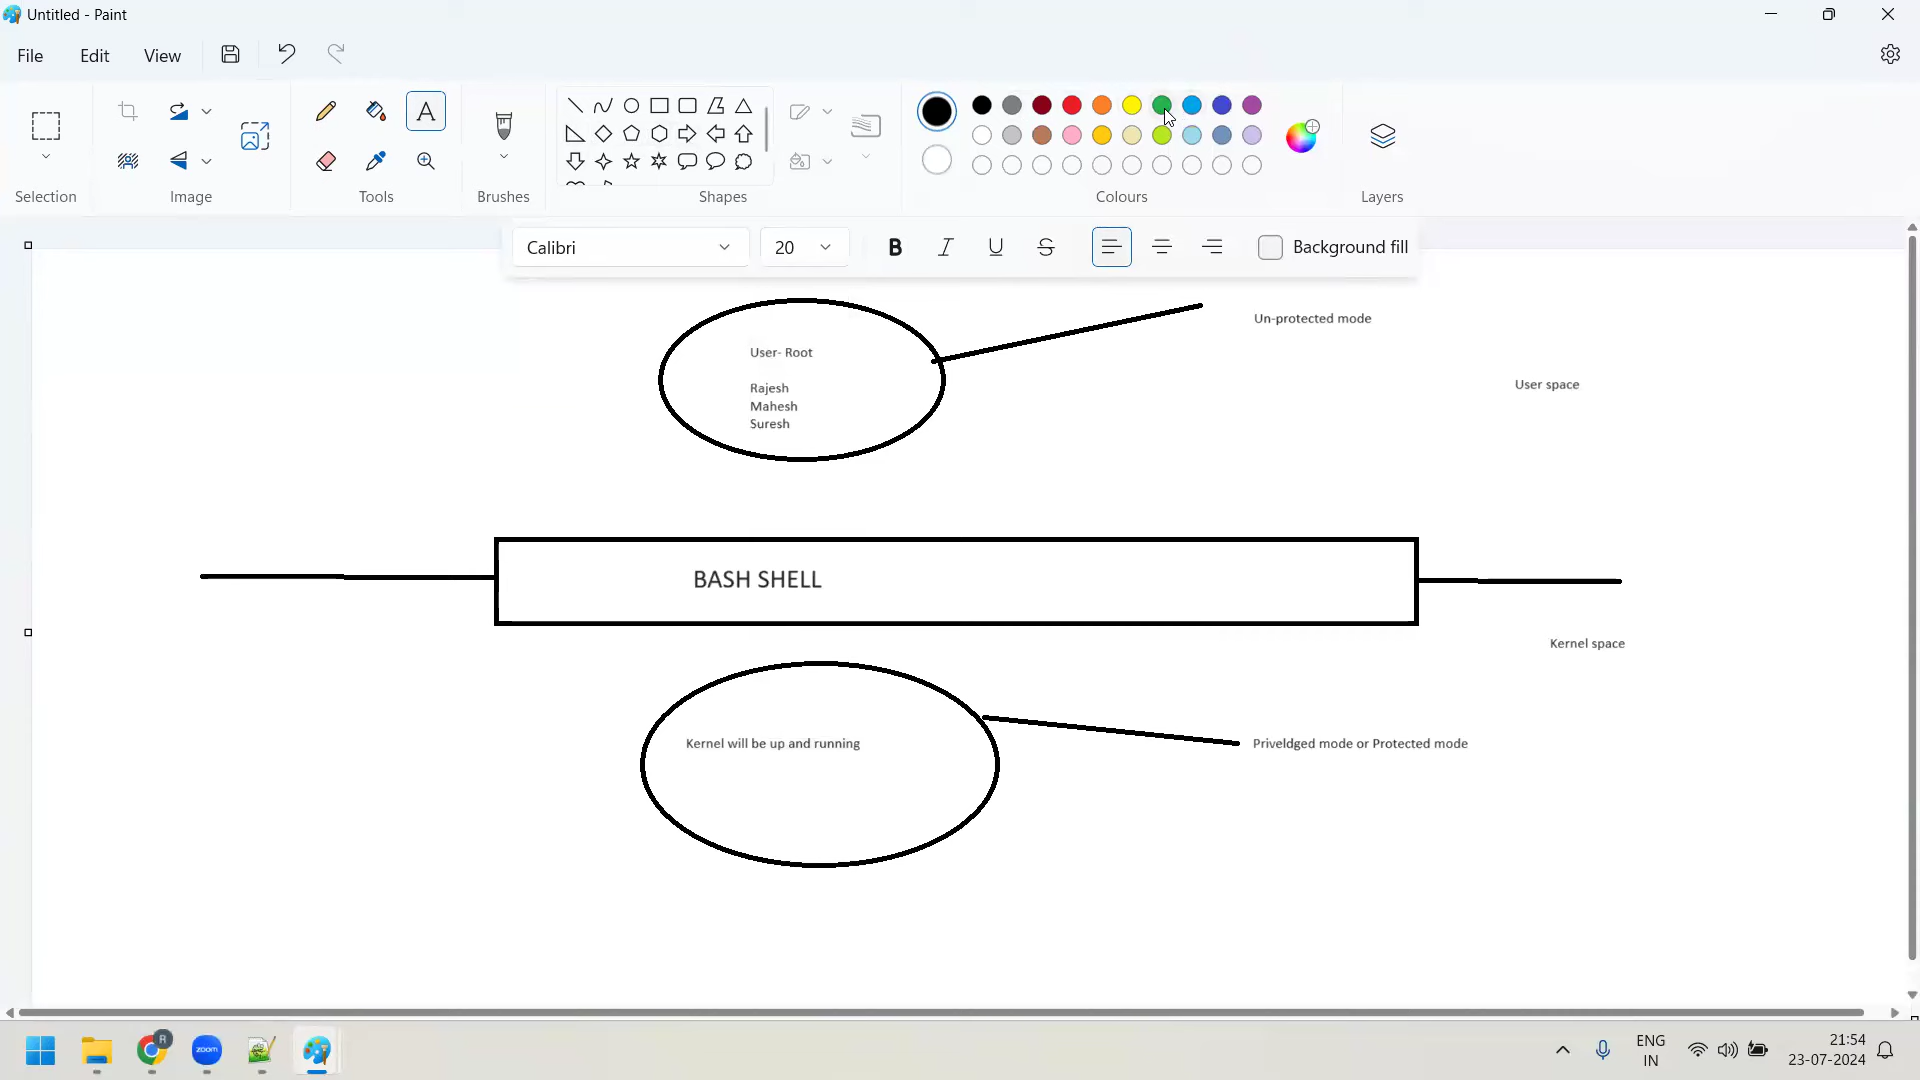 Untitled - Paint
File Edit View
A
Selection Image Tools Brushes Shapes Colours Layers
Calibri 20 B I U S Background fill
Un-protected mode
User- Root
User space
Rajesh
Mahesh
Suresh
BASH SHELL
Kernel space
Kernel will be up and running
Priveldged mode or Protected mode
R
zoom
ENG
IN
21:54
23-07-2024